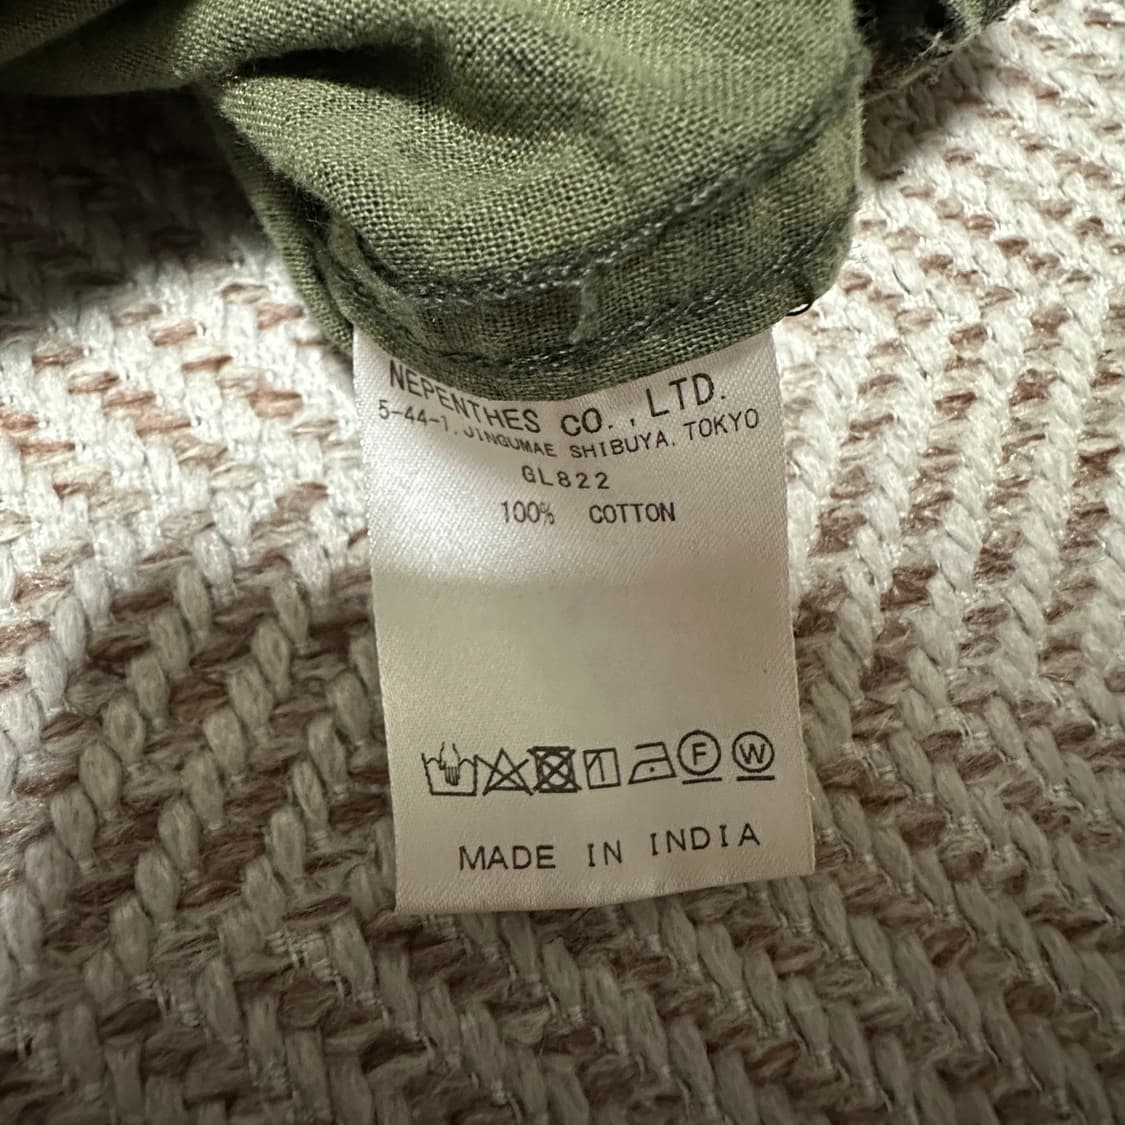 NEPENTHES CO., LTD.
5-44-1, JINGUMAE SHIBUYA, TOKYO
GL822
100% COTTON
F W
MADE IN INDIA